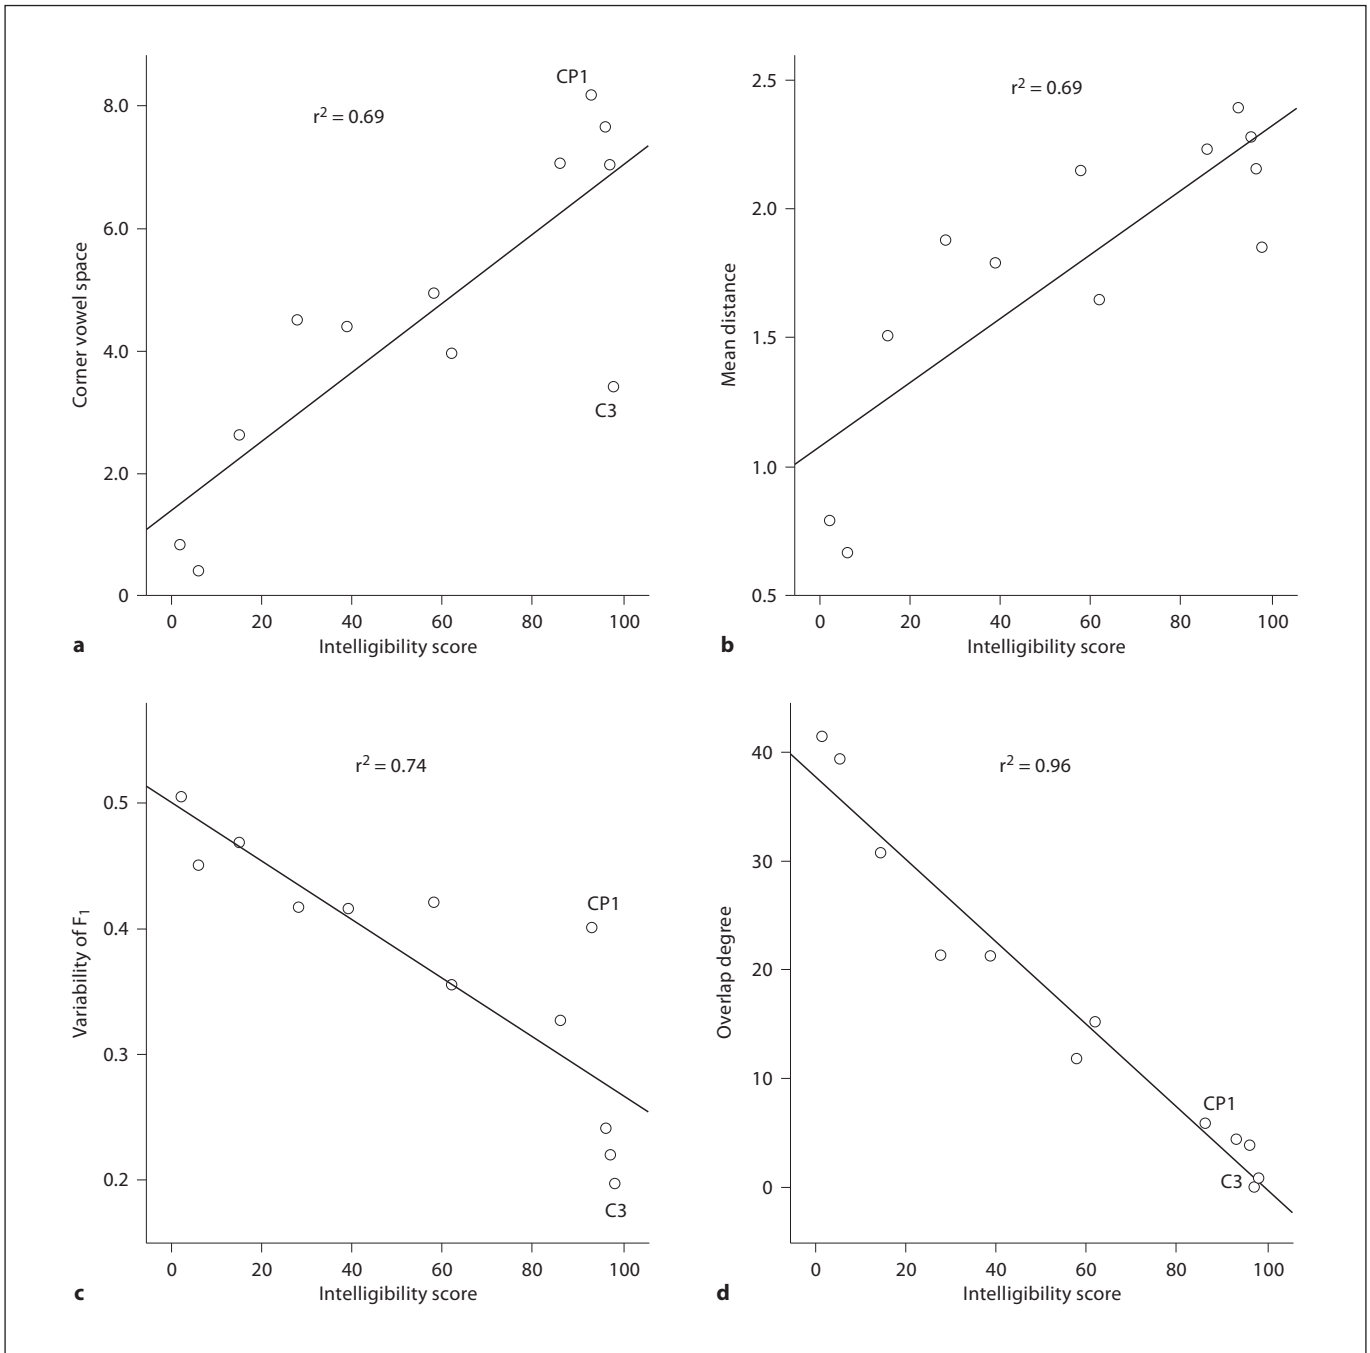 CP1
8.0
r² = 0.69
6.0
Corner vowel space
4.0
C3
2.0
0
0 20 40 60 80 100
a
Intelligibility score
2.5
r² = 0.69
2.0
Mean distance
1.5
1.0
0.5
0 20 40 60 80 100
b
Intelligibility score
r² = 0.74
0.5
CP1
0.4
Variability of F₁
0.3
0.2
C3
0 20 40 60 80 100
c
Intelligibility score
40
r² = 0.96
30
Overlap degree
20
10
CP1
C3
0
0 20 40 60 80 100
d
Intelligibility score